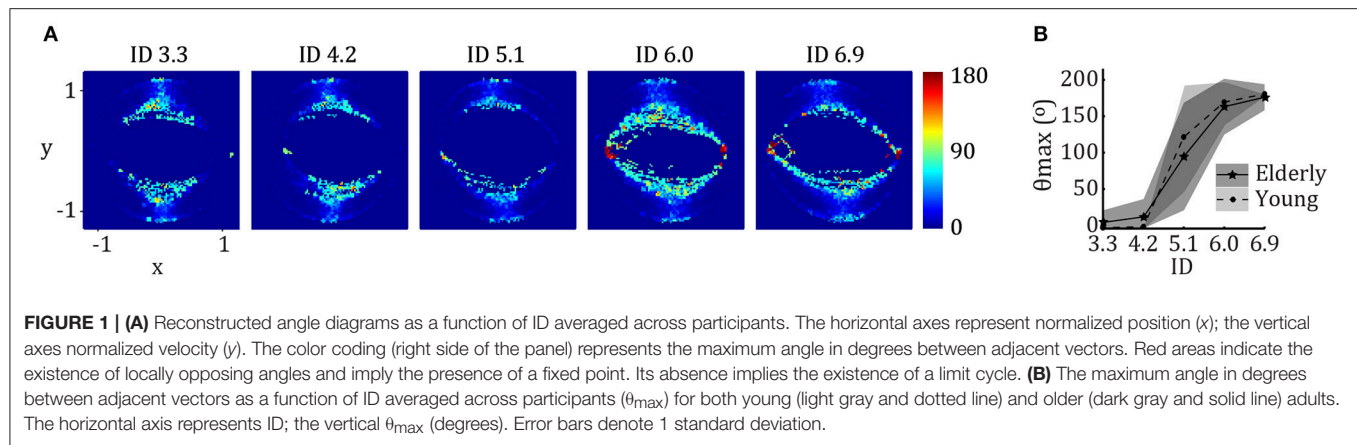 A
ID 3.3 ID 4.2 ID 5.1 ID 6.0 ID 6.9
1
y 0
-1
-1 1
x
180
90
0
B
200
150
100
50
0
θmax (º)
Elderly
Young
3.3 4.2 5.1 6.0 6.9
ID
FIGURE 1 | (A) Reconstructed angle diagrams as a function of ID averaged across participants. The horizontal axes represent normalized position (x); the vertical
axes normalized velocity (y). The color coding (right side of the panel) represents the maximum angle in degrees between adjacent vectors. Red areas indicate the
existence of locally opposing angles and imply the presence of a fixed point. Its absence implies the existence of a limit cycle. (B) The maximum angle in degrees
between adjacent vectors as a function of ID averaged across participants (θmax) for both young (light gray and dotted line) and older (dark gray and solid line) adults.
The horizontal axis represents ID; the vertical θmax (degrees). Error bars denote 1 standard deviation.